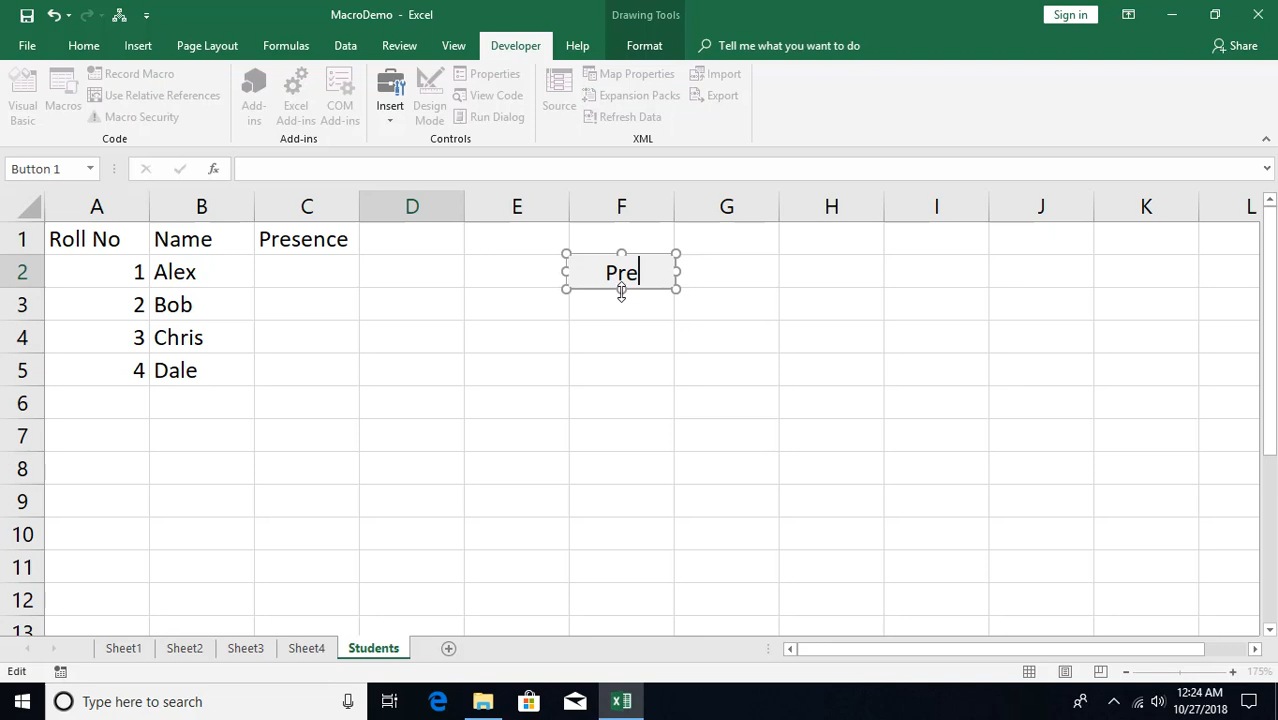 MacroDemo - Excel
Drawing Tools
Sign in
File
Home
Insert
Page Layout
Formulas
Data
Review
View
Developer
Help
Format
Tell me what you want to do
Share
Visual Basic
Macros
Record Macro
Use Relative References
Macro Security
Code
Add-ins
Excel Add-ins
COM Add-ins
Add-ins
Insert
Design Mode
Properties
View Code
Run Dialog
Controls
Source
Map Properties
Expansion Packs
Refresh Data
Import
Export
XML
Button 1
fx
A B C D E F G H I J K L
1 Roll No Name Presence
2 1 Alex Pre
3 2 Bob
4 3 Chris
5 4 Dale
6
7
8
9
10
11
12
13
Sheet1 Sheet2 Sheet3 Sheet4 Students
Edit
175%
Type here to search
12:24 AM
10/27/2018